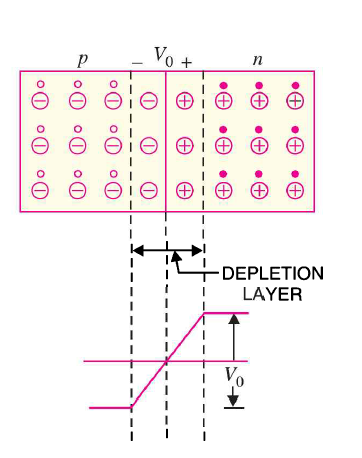 p − V₀ + n
DEPLETION
LAYER
V₀